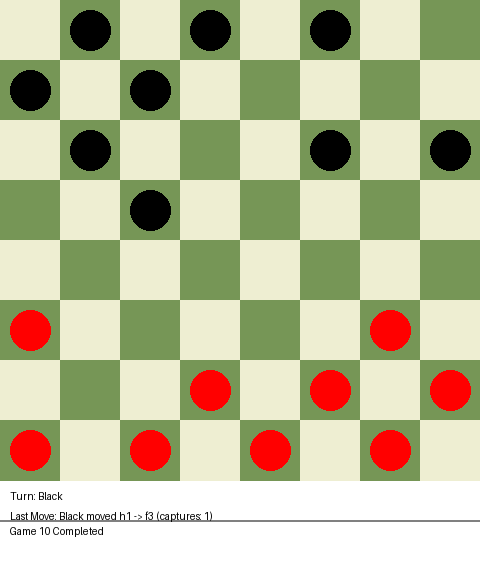 Turn: Black
Last Move: Black moved h1 -> f3 (captures: 1)
Game 10 Completed